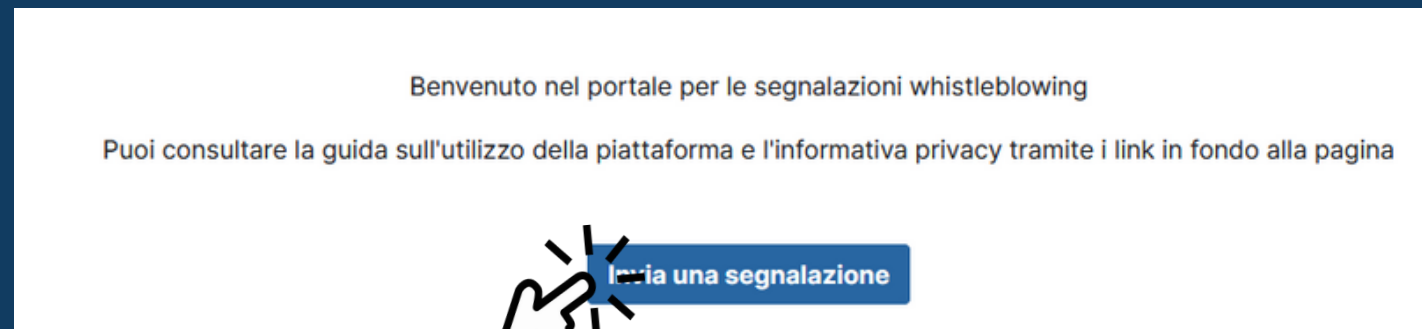 Benvenuto nel portale per le segnalazioni whistleblowing
Puoi consultare la guida sull'utilizzo della piattaforma e l'informativa privacy tramite i link in fondo alla pagina
Invia una segnalazione